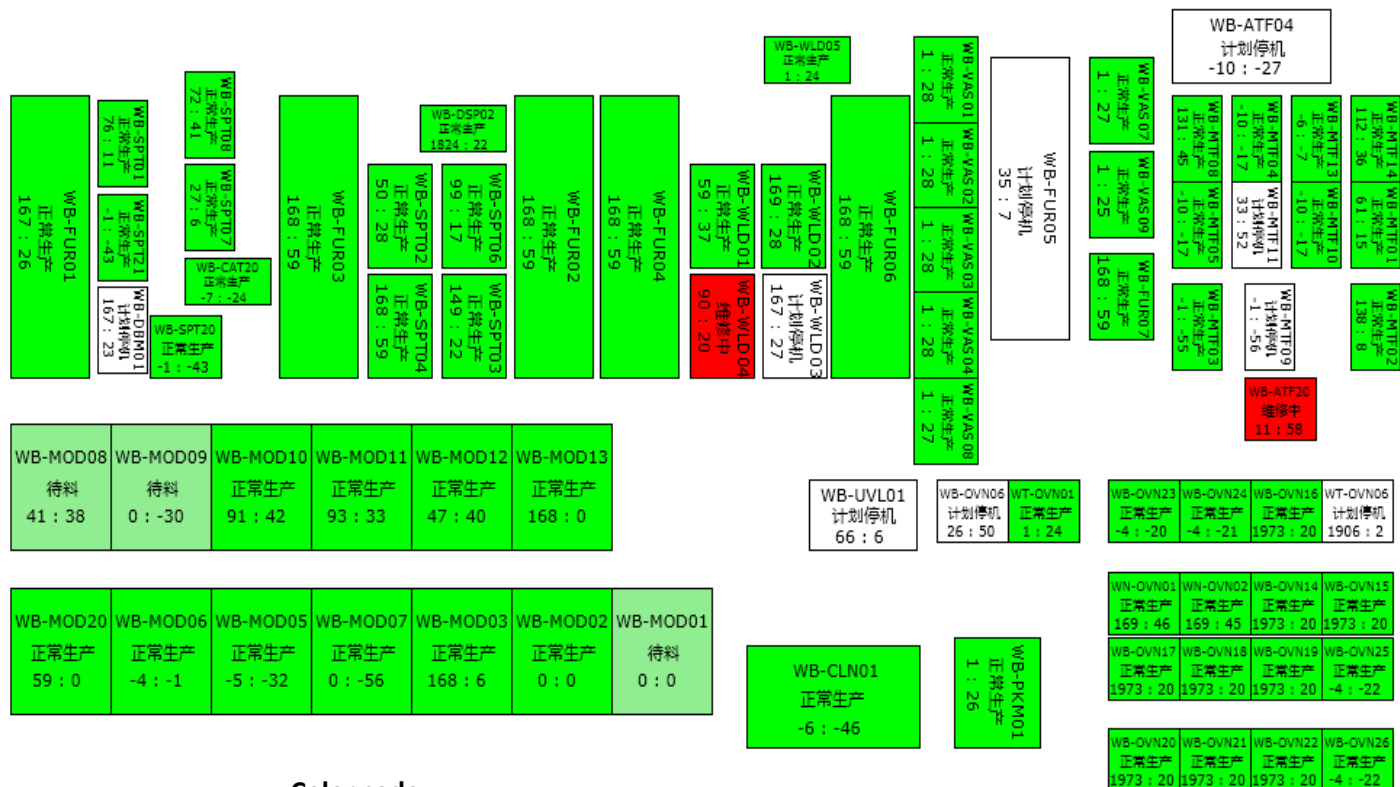 WB-ATF04
计划停机
-10 : -27
WB-WLD05
正常生产
1 : 24
WB-FUR01
正常生产
167 : 26
WB-SPT01
正常生产
76 : 11
WB-SPT21
正常生产
-1 : -43
WB-DBM01
计划停机
167 : 23
WB-SPT08
正常生产
72 : 41
WB-SPT07
正常生产
27 : 6
WB-CAT20
正常生产
-7 : -24
WB-SPT20
正常生产
-1 : -43
WB-FUR03
正常生产
168 : 59
WB-DSP02
正常生产
1824 : 22
WB-SPT02
正常生产
50 : 28
WB-SPT06
正常生产
99 : 17
WB-SPT04
正常生产
168 : 59
WB-SPT03
正常生产
149 : 22
WB-FUR02
正常生产
168 : 59
WB-FUR04
正常生产
168 : 59
WB-WLD01
正常生产
59 : 37
WB-WLD02
正常生产
169 : 28
WB-WLD04
维修中
90 : 20
WB-WLD03
计划停机
167 : 27
WB-FUR06
正常生产
168 : 59
WB-VAS01
正常生产
1 : 28
WB-VAS02
正常生产
1 : 28
WB-VAS03
正常生产
1 : 28
WB-VAS04
正常生产
1 : 28
WB-VAS08
正常生产
1 : 27
WB-FUR05
计划停机
35 : 7
WB-VAS07
正常生产
1 : 27
WB-VAS09
正常生产
1 : 25
WB-FUR07
正常生产
168 : 59
WB-MTF08
正常生产
131 : 45
WB-MTF04
正常生产
-10 : -17
WB-MTF13
正常生产
-6 : -7
WB-MTF14
正常生产
112 : 36
WB-MTF05
正常生产
-10 : -17
WB-MTF11
计划停机
33 : 52
WB-MTF10
正常生产
-10 : -17
WB-MTF01
正常生产
61 : 15
WB-MTF03
正常生产
-1 : -55
WB-MTF09
计划停机
-1 : -56
WB-MTF02
正常生产
138 : 8
WB-ATF20
维修中
11 : 58
WB-MOD08
待料
41 : 38
WB-MOD09
待料
0 : -30
WB-MOD10
正常生产
91 : 42
WB-MOD11
正常生产
93 : 33
WB-MOD12
正常生产
47 : 40
WB-MOD13
正常生产
168 : 0
WB-UVL01
计划停机
66 : 6
WB-OVN06
计划停机
26 : 50
WT-OVN01
正常生产
1 : 24
WB-OVN23
正常生产
-4 : -20
WB-OVN24
正常生产
-4 : -21
WB-OVN16
正常生产
1973 : 20
WT-OVN06
计划停机
1906 : 2
WB-MOD20
正常生产
59 : 0
WB-MOD06
正常生产
-4 : -1
WB-MOD05
正常生产
-5 : -32
WB-MOD07
正常生产
0 : -56
WB-MOD03
正常生产
168 : 6
WB-MOD02
正常生产
0 : 0
WB-MOD01
待料
0 : 0
WB-CLN01
正常生产
-6 : -46
WB-PKM01
正常生产
1 : 26
WN-OVN01
正常生产
169 : 46
WN-OVN02
正常生产
169 : 45
WB-OVN14
正常生产
1973 : 20
WB-OVN15
正常生产
1973 : 20
WB-OVN17
正常生产
1973 : 20
WB-OVN18
正常生产
1973 : 20
WB-OVN19
正常生产
1973 : 20
WB-OVN25
正常生产
-4 : -22
WB-OVN20
正常生产
1973 : 20
WB-OVN21
正常生产
1973 : 20
WB-OVN22
正常生产
1973 : 20
WB-OVN26
正常生产
-4 : -22